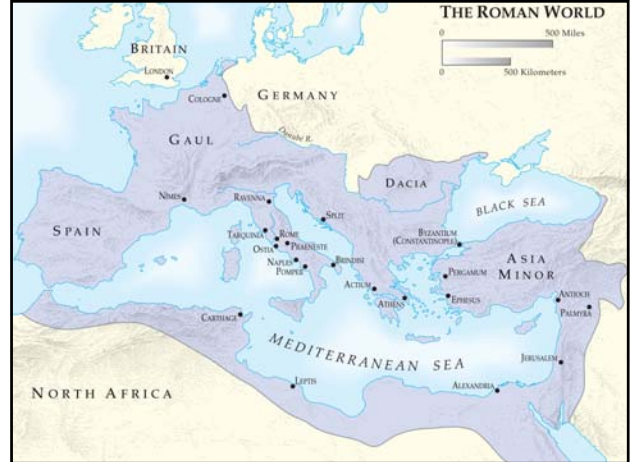 THE ROMAN WORLD
0 500 Miles
0 500 Kilometers
BRITAIN
LONDON
COLOGNE
GERMANY
GAUL
Danube R.
DACIA
BLACK SEA
NIMES
RAVENNA
SPLIT
SPAIN
TARQUINIA
ROME
OSTIA
PRAENESTE
BYZANTIUM
(CONSTANTINOPLE)
NAPLES
POMPEII
BRINDISI
ASIA
MINOR
PERGAMUM
ACTIUM
ATHENS
EPHESUS
ANTIOCH
PALMYRA
CARTHAGE
MEDITERRANEAN SEA
JERUSALEM
LEPTIS
ALEXANDRIA
NORTH AFRICA